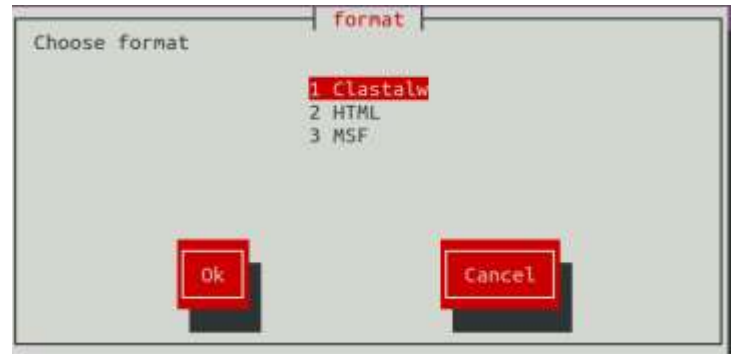 format
Choose format
1 Clastalw
2 HTML
3 MSF
Ok Cancel